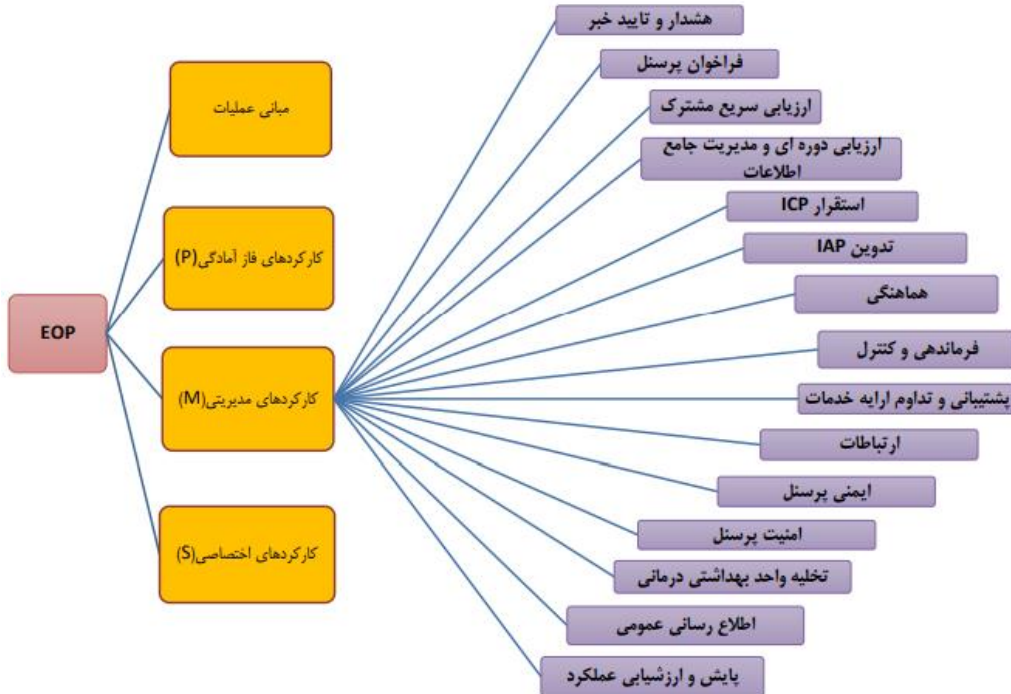 EOP
مبانی عملیات
کارکردهای فاز آمادگی(P)
کارکردهای مدیریتی(M)
کارکردهای اختصاصی(S)
هشدار و تایید خبر
فراخوان پرسنل
ارزیابی سریع مشترک
ارزیابی دوره ای و مدیریت جامع
اطلاعات
استقرار ICP
تدوین IAP
هماهنگی
فرماندهی و کنترل
پشتیبانی و تداوم ارایه خدمات
ارتباطات
ایمنی پرسنل
امنیت پرسنل
تخلیه واحد بهداشتی درمانی
اطلاع رسانی عمومی
پایش و ارزشیابی عملکرد